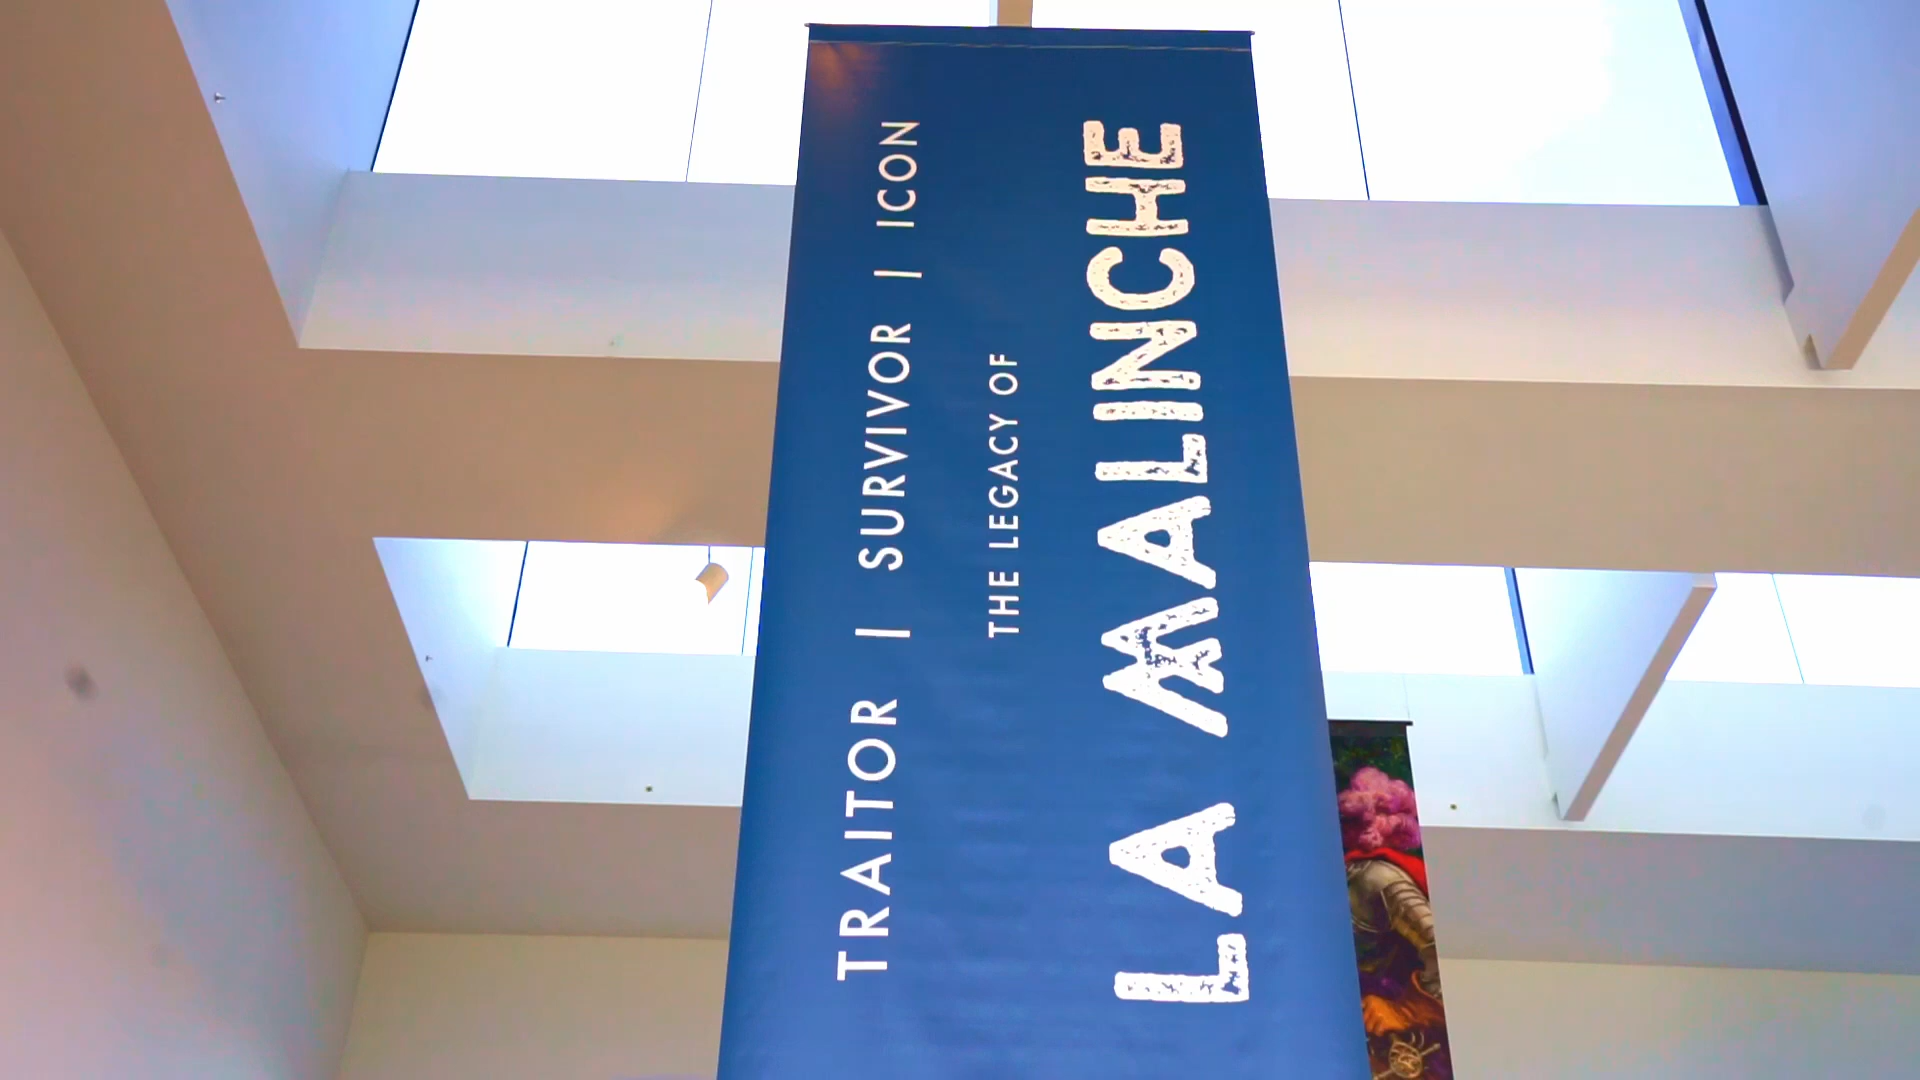 TRAITOR | SURVIVOR | ICON
THE LEGACY OF
LA MALINCHE